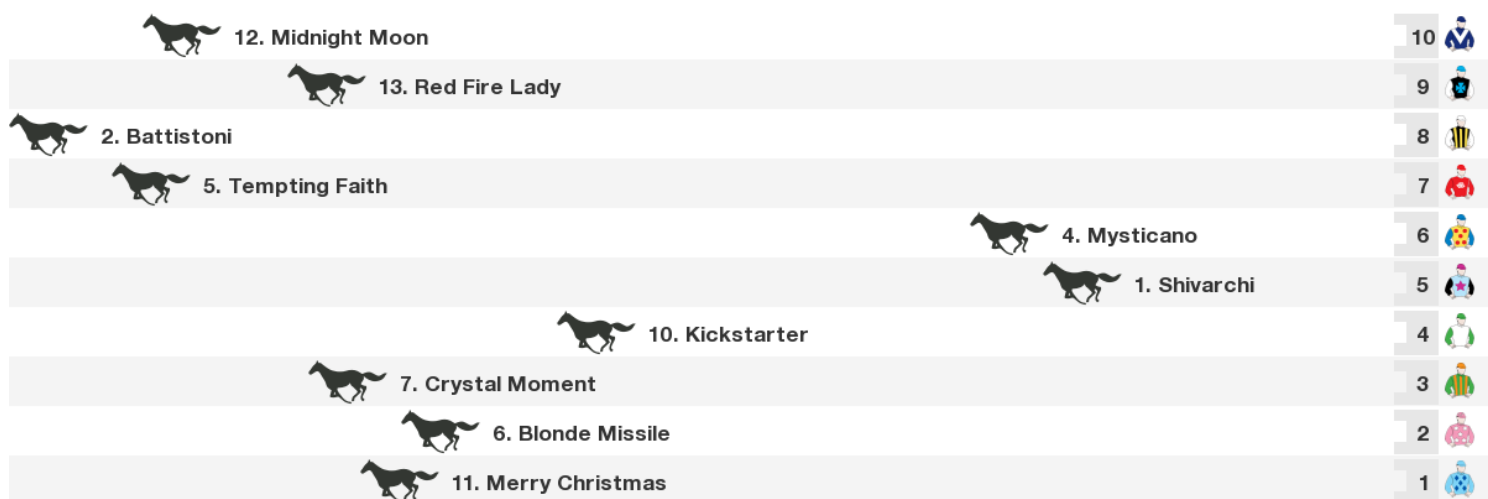 12. Midnight Moon 10
13. Red Fire Lady 9
2. Battistoni 8
5. Tempting Faith 7
4. Mysticano 6
1. Shivarchi 5
10. Kickstarter 4
7. Crystal Moment 3
6. Blonde Missile 2
11. Merry Christmas 1